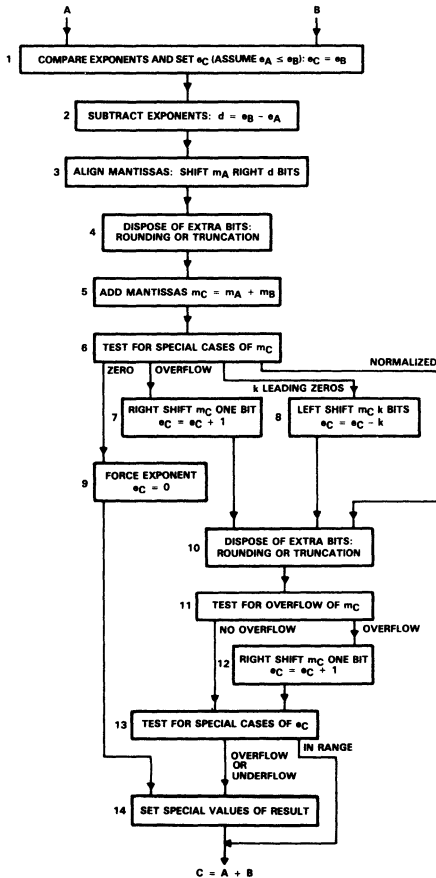 A B
1 COMPARE EXPONENTS AND SET eC (ASSUME eA ≤ eB): eC = eB
2 SUBTRACT EXPONENTS: d = eB − eA
3 ALIGN MANTISSAS: SHIFT mA RIGHT d BITS
4 DISPOSE OF EXTRA BITS:
ROUNDING OR TRUNCATION
5 ADD MANTISSAS mC = mA + mB
6 TEST FOR SPECIAL CASES OF mC
NORMALIZED
ZERO OVERFLOW
k LEADING ZEROS
7 RIGHT SHIFT mC ONE BIT
eC = eC + 1
8 LEFT SHIFT mC k BITS
eC = eC − k
9 FORCE EXPONENT
eC = 0
10 DISPOSE OF EXTRA BITS:
ROUNDING OR TRUNCATION
11 TEST FOR OVERFLOW OF mC
NO OVERFLOW OVERFLOW
12 RIGHT SHIFT mC ONE BIT
eC = eC + 1
13 TEST FOR SPECIAL CASES OF eC
IN RANGE
OVERFLOW
OR
UNDERFLOW
14 SET SPECIAL VALUES OF RESULT
C = A + B